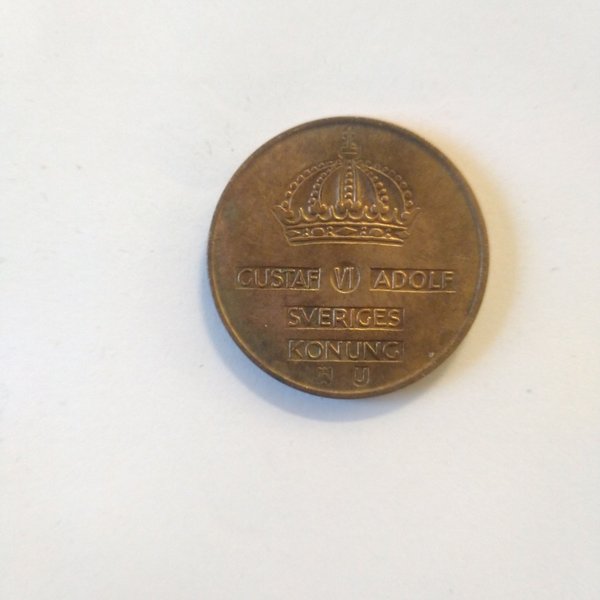 GUSTAF VI ADOLF
SVERIGES
KONUNG
U